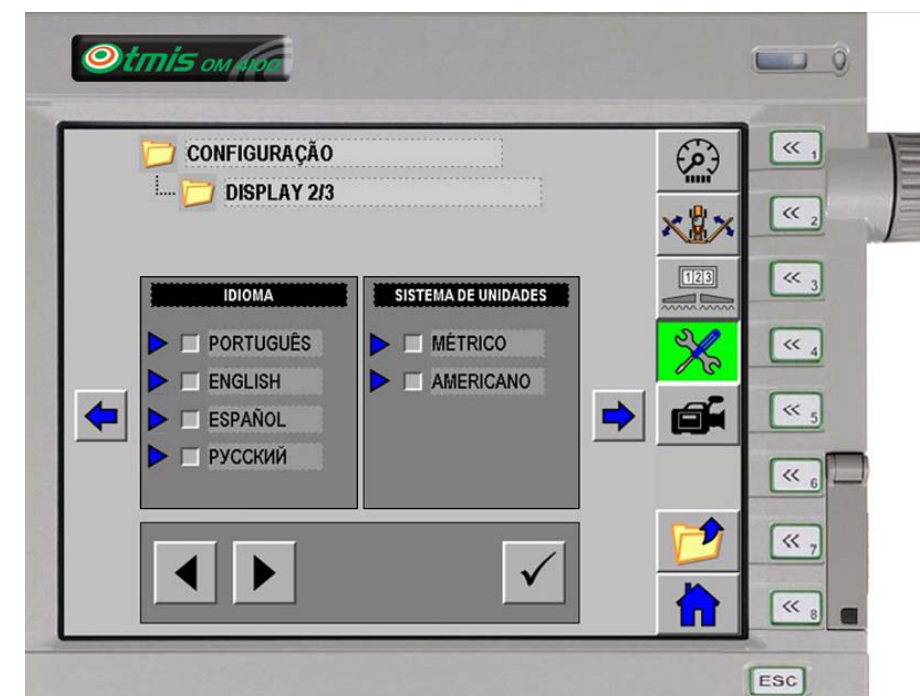 Otmis OM 4100
CONFIGURAÇÃO
DISPLAY 2/3
IDIOMA
PORTUGUÊS
ENGLISH
ESPAÑOL
РУССКИЙ
SISTEMA DE UNIDADES
MÉTRICO
AMERICANO
123
<< 1
<< 2
<< 3
<< 4
<< 5
<< 6
<< 7
<< 8
ESC